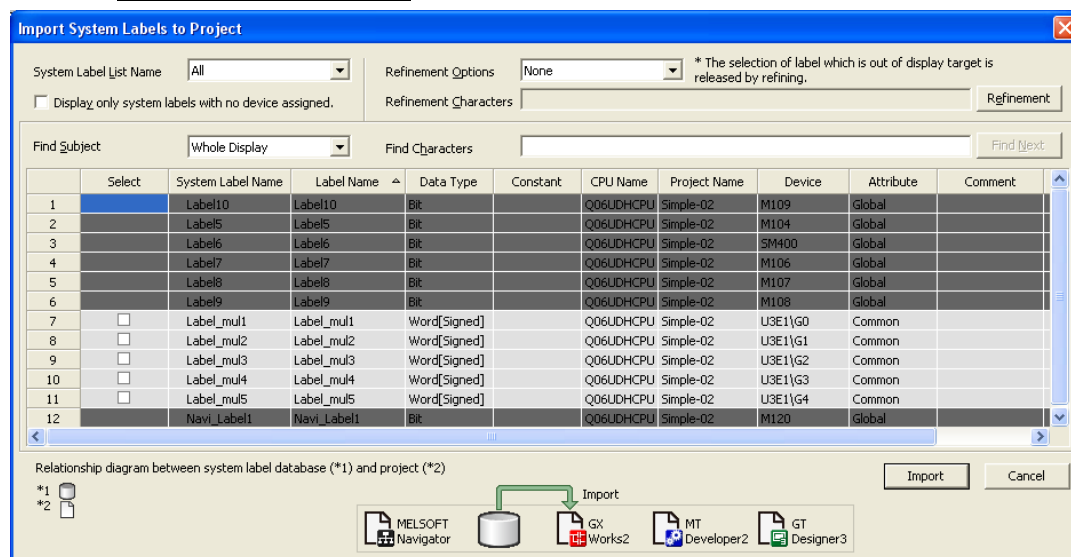 Import System Labels to Project
System Label List Name All Refinement Options None * The selection of label which is out of display target is
released by refining.
Display only system labels with no device assigned. Refinement Characters Refinement
Find Subject Whole Display Find Characters Find Next
Select System Label Name Label Name Data Type Constant CPU Name Project Name Device Attribute Comment
1 Label10 Label10 Bit Q06UDHCPU Simple-02 M109 Global
2 Label5 Label5 Bit Q06UDHCPU Simple-02 M104 Global
3 Label6 Label6 Bit Q06UDHCPU Simple-02 SM400 Global
4 Label7 Label7 Bit Q06UDHCPU Simple-02 M106 Global
5 Label8 Label8 Bit Q06UDHCPU Simple-02 M107 Global
6 Label9 Label9 Bit Q06UDHCPU Simple-02 M108 Global
7 Label_mul1 Label_mul1 Word[Signed] Q06UDHCPU Simple-02 U3E1\G0 Common
8 Label_mul2 Label_mul2 Word[Signed] Q06UDHCPU Simple-02 U3E1\G1 Common
9 Label_mul3 Label_mul3 Word[Signed] Q06UDHCPU Simple-02 U3E1\G2 Common
10 Label_mul4 Label_mul4 Word[Signed] Q06UDHCPU Simple-02 U3E1\G3 Common
11 Label_mul5 Label_mul5 Word[Signed] Q06UDHCPU Simple-02 U3E1\G4 Common
12 Navi_Label1 Navi_Label1 Bit Q06UDHCPU Simple-02 M120 Global
Relationship diagram between system label database (*1) and project (*2)
*1
*2
Import Cancel
Import
MELSOFT Navigator
GX Works2
MT Developer2
GT Designer3